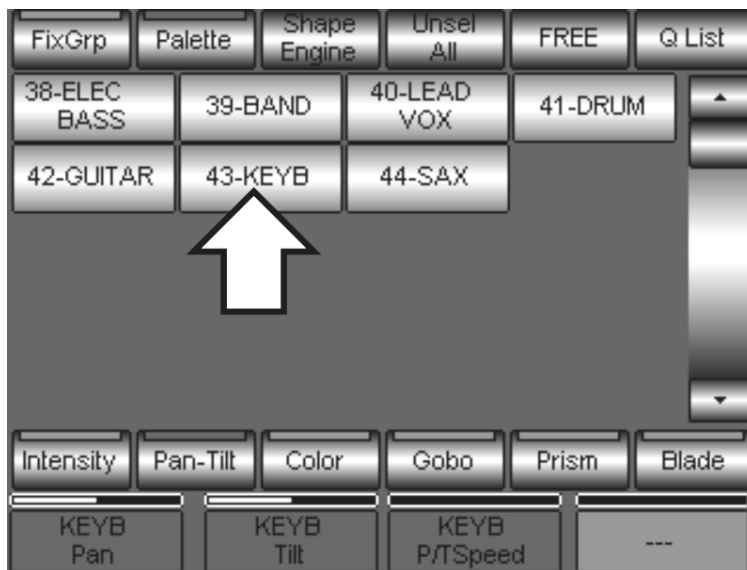 FixGrp
Palette
Shape
Engine
Unsel
All
FREE
Q List
38-ELEC
BASS
39-BAND
40-LEAD
VOX
41-DRUM
42-GUITAR
43-KEYB
44-SAX
Intensity
Pan-Tilt
Color
Gobo
Prism
Blade
KEYB
Pan
KEYB
Tilt
KEYB
P/TSpeed
---